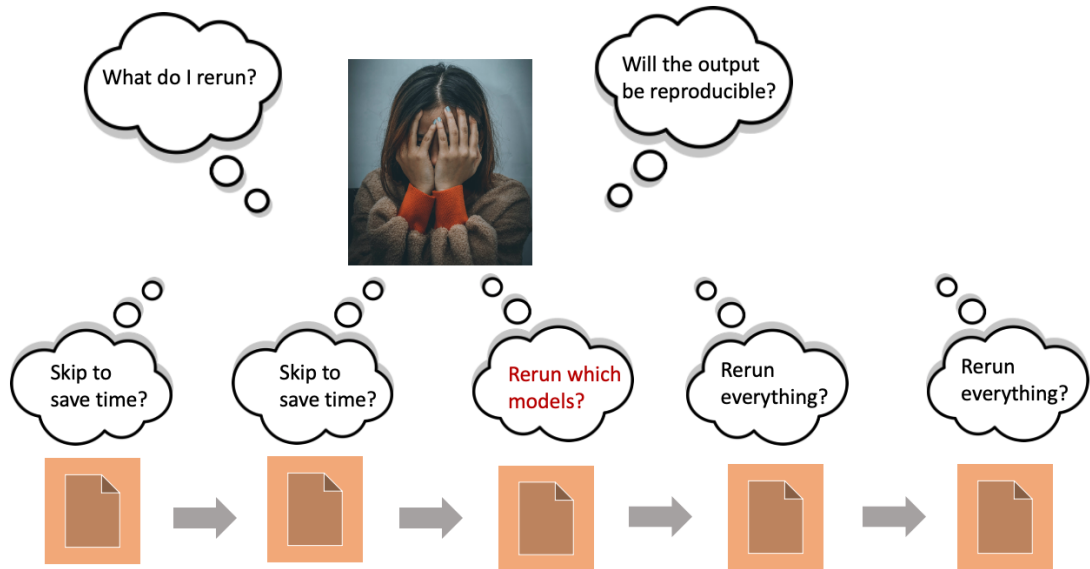 What do I rerun?
Will the output
be reproducible?
Skip to
save time?
Skip to
save time?
Rerun which
models?
Rerun
everything?
Rerun
everything?